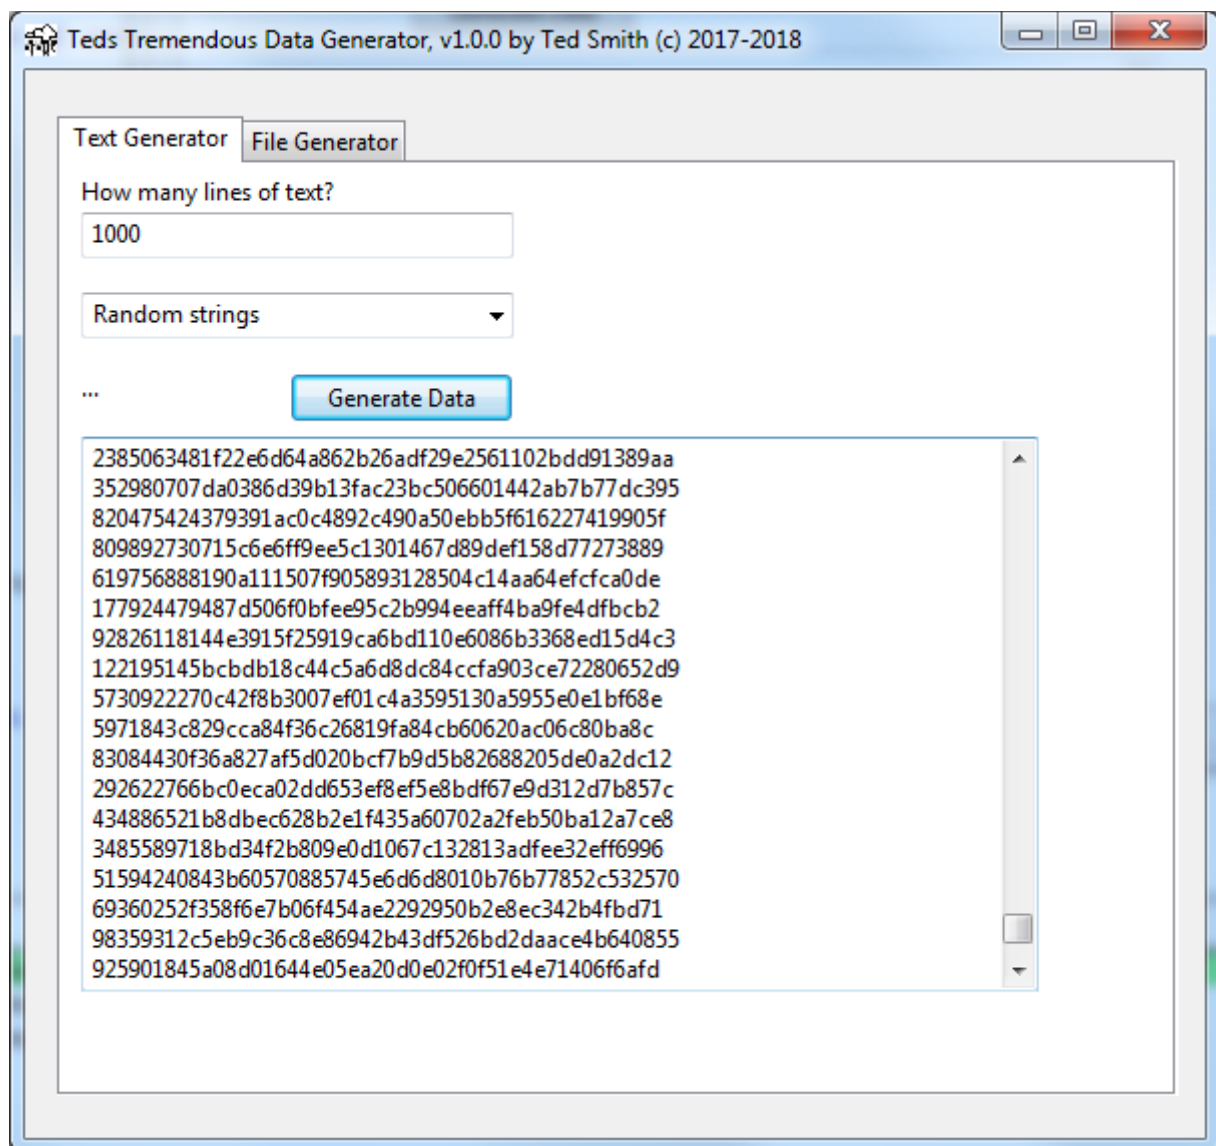 Teds Tremendous Data Generator, v1.0.0 by Ted Smith (c) 2017-2018
Text Generator
File Generator
How many lines of text?
1000
Random strings
...
Generate Data
2385063481f22e6d64a862b26adf29e2561102bdd91389aa
352980707da0386d39b13fac23bc506601442ab7b77dc395
820475424379391ac0c4892c490a50ebb5f616227419905f
809892730715c6e6ff9ee5c1301467d89def158d77273889
619756888190a111507f905893128504c14aa64efcfca0de
177924479487d506f0bfee95c2b994eeaff4ba9fe4dfbcb2
92826118144e3915f25919ca6bd110e6086b3368ed15d4c3
122195145bcbdb18c44c5a6d8dc84ccfa903ce72280652d9
5730922270c42f8b3007ef01c4a3595130a5955e0e1bf68e
5971843c829cca84f36c26819fa84cb60620ac06c80ba8c
83084430f36a827af5d020bcf7b9d5b82688205de0a2dc12
292622766bc0eca02dd653ef8ef5e8bdf67e9d312d7b857c
434886521b8dbec628b2e1f435a60702a2feb50ba12a7ce8
3485589718bd34f2b809e0d1067c132813adfee32eff6996
51594240843b60570885745e6d6d8010b76b77852c532570
69360252f358f6e7b06f454ae2292950b2e8ec342b4fbd71
98359312c5eb9c36c8e86942b43df526bd2daace4b640855
925901845a08d01644e05ea20d0e02f0f51e4e71406f6afd